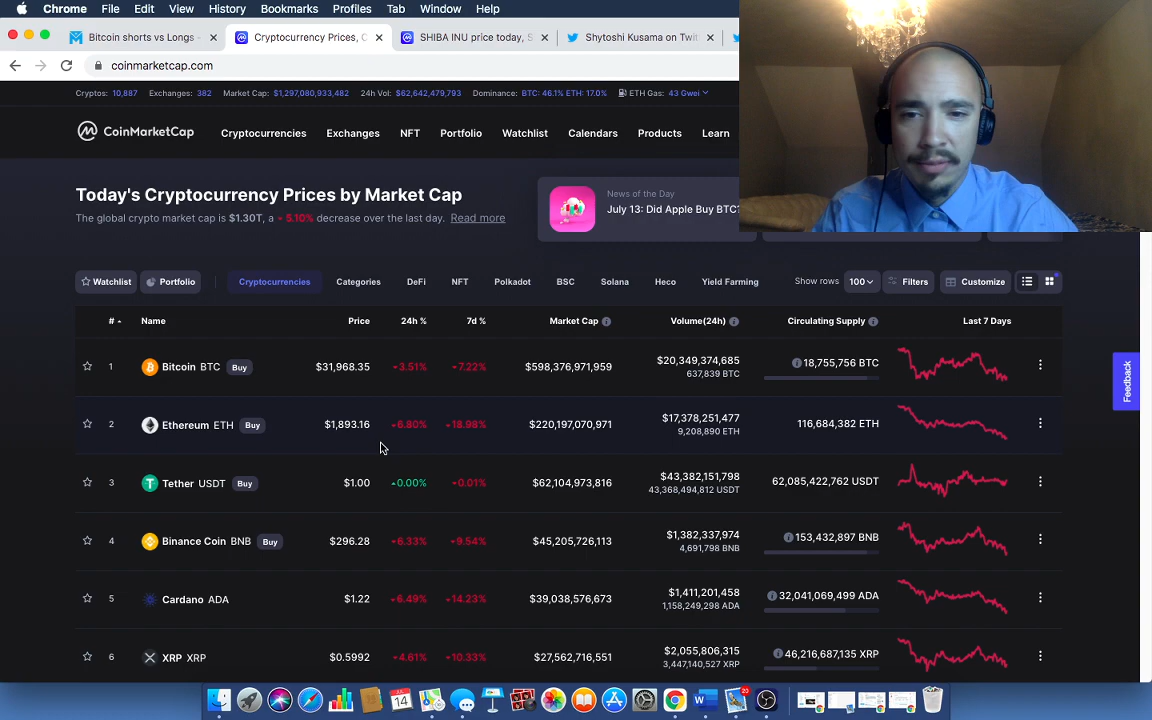 Chrome File Edit View History Bookmarks Profiles Tab Window Help
Bitcoin shorts vs Longs -
Cryptocurrency Prices, C
SHIBA INU price today, S
Shytoshi Kusama on Twit
coinmarketcap.com
Cryptos: 10,887 Exchanges: 382 Market Cap: $1,297,080,933,482 24h Vol: $62,642,479,793 Dominance: BTC: 46.1% ETH: 17.0% ETH Gas: 43 Gwei
CoinMarketCap Cryptocurrencies Exchanges NFT Portfolio Watchlist Calendars Products Learn
Today's Cryptocurrency Prices by Market Cap
The global crypto market cap is $1.30T, a 5.10% decrease over the last day. Read more
News of the Day
July 13: Did Apple Buy BTC?
Watchlist Portfolio Cryptocurrencies Categories DeFi NFT Polkadot BSC Solana Heco Yield Farming Show rows 100 Filters Customize
# Name Price 24h % 7d % Market Cap Volume(24h) Circulating Supply Last 7 Days
1 Bitcoin BTC Buy $31,968.35 3.51% 7.22% $598,376,971,959 $20,349,374,685 18,755,756 BTC
637,839 BTC
2 Ethereum ETH Buy $1,893.16 6.80% 18.98% $220,197,070,971 $17,378,251,477 116,684,382 ETH
9,208,890 ETH
3 Tether USDT Buy $1.00 0.00% 0.01% $62,104,973,816 $43,382,151,798 62,085,422,762 USDT
43,368,494,812 USDT
4 Binance Coin BNB Buy $296.28 6.33% 9.54% $45,205,726,113 $1,382,337,974 153,432,897 BNB
4,691,798 BNB
5 Cardano ADA $1.22 6.49% 14.23% $39,038,576,673 $1,411,201,458 32,041,069,499 ADA
1,158,249,298 ADA
6 XRP XRP $0.5992 4.61% 10.33% $27,562,716,551 $2,055,806,315 46,216,687,135 XRP
3,447,140,527 XRP
Feedback
JUL
14
20